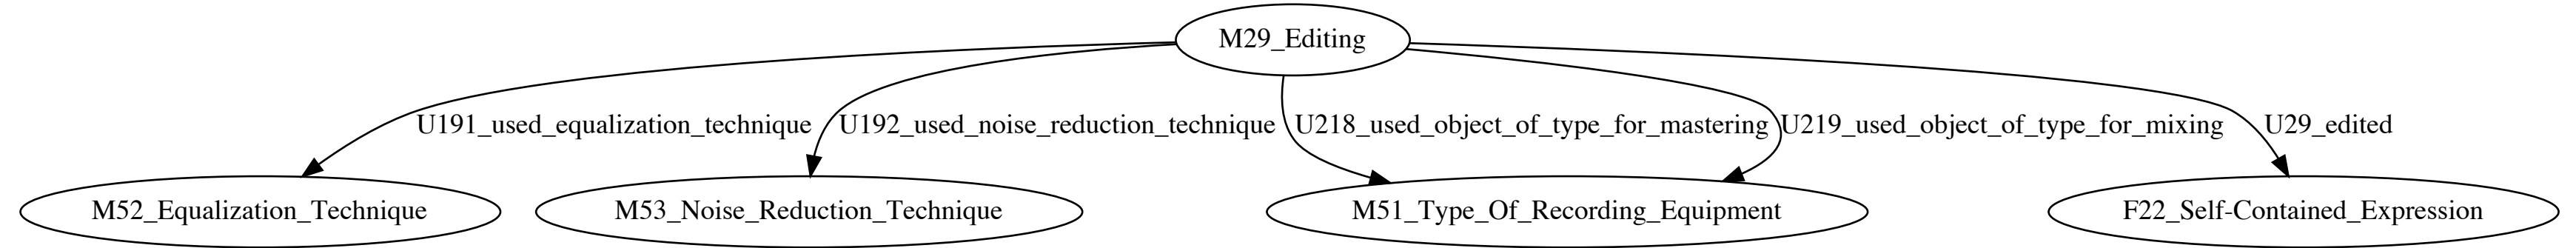 M29_Editing
U191_used_equalization_technique
U192_used_noise_reduction_technique
U218_used_object_of_type_for_mastering
U219_used_object_of_type_for_mixing
U29_edited
M52_Equalization_Technique
M53_Noise_Reduction_Technique
M51_Type_Of_Recording_Equipment
F22_Self-Contained_Expression